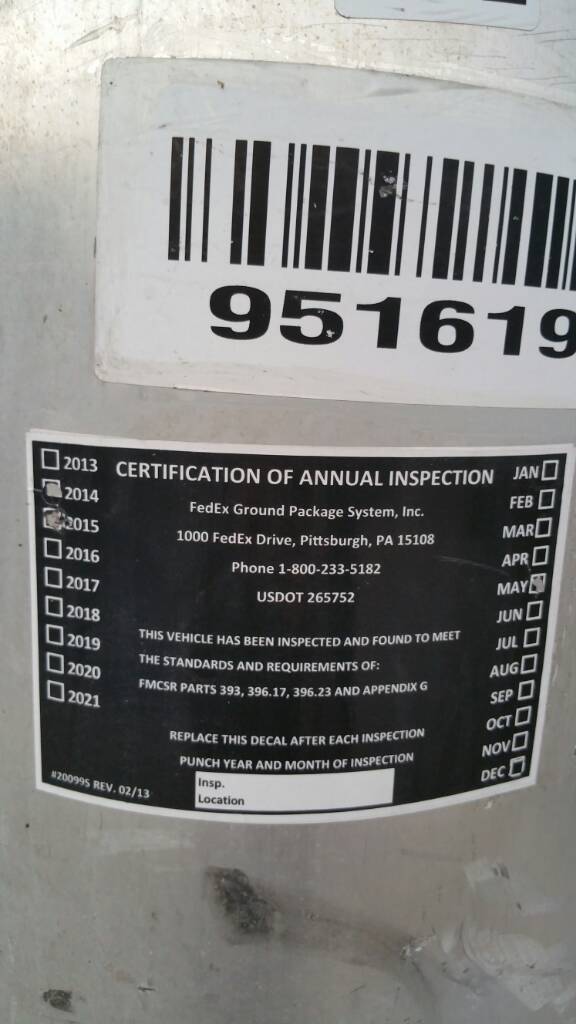 951619
CERTIFICATION OF ANNUAL INSPECTION
FedEx Ground Package System, Inc.
1000 FedEx Drive, Pittsburgh, PA 15108
Phone 1-800-233-5182
USDOT 265752
THIS VEHICLE HAS BEEN INSPECTED AND FOUND TO MEET
THE STANDARDS AND REQUIREMENTS OF:
FMCSR PARTS 393, 396.17, 396.23 AND APPENDIX G
REPLACE THIS DECAL AFTER EACH INSPECTION
PUNCH YEAR AND MONTH OF INSPECTION
Insp.
Location
#200995 REV. 02/13
2013
2014
2015
2016
2017
2018
2019
2020
2021
JAN
FEB
MAR
APR
MAY
JUN
JUL
AUG
SEP
OCT
NOV
DEC